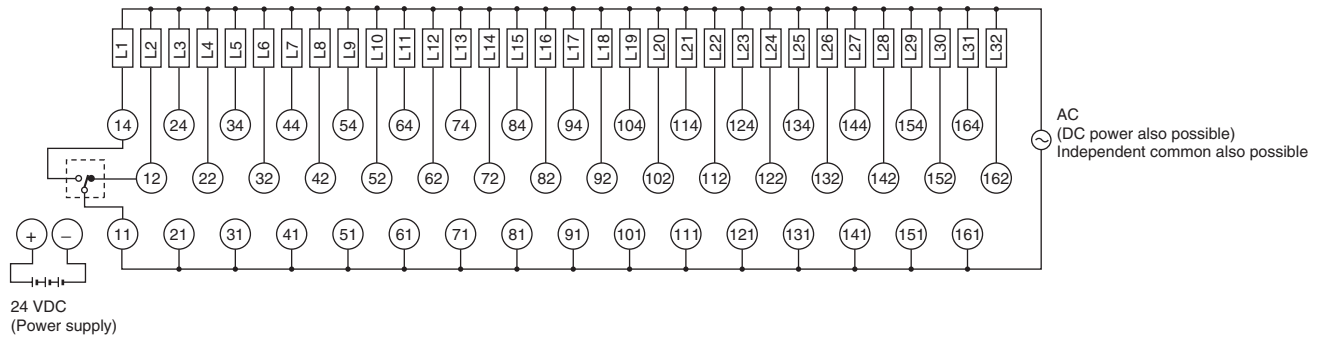 L1 L2 L3 L4 L5 L6 L7 L8 L9 L10 L11 L12 L13 L14 L15 L16 L17 L18 L19 L20 L21 L22 L23 L24 L25 L26 L27 L28 L29 L30 L31 L32
14 24 34 44 54 64 74 84 94 104 114 124 134 144 154 164
AC
(DC power also possible)
Independent common also possible
12 22 32 42 52 62 72 82 92 102 112 122 132 142 152 162
+ − 11 21 31 41 51 61 71 81 91 101 111 121 131 141 151 161
24 VDC
(Power supply)